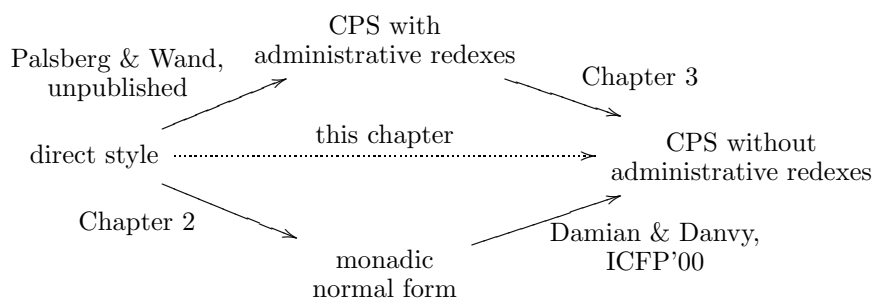 CPS with
administrative redexes
Palsberg & Wand,
unpublished
Chapter 3
this chapter
direct style
CPS without
administrative redexes
Chapter 2
Damian & Danvy,
ICFP'00
monadic
normal form